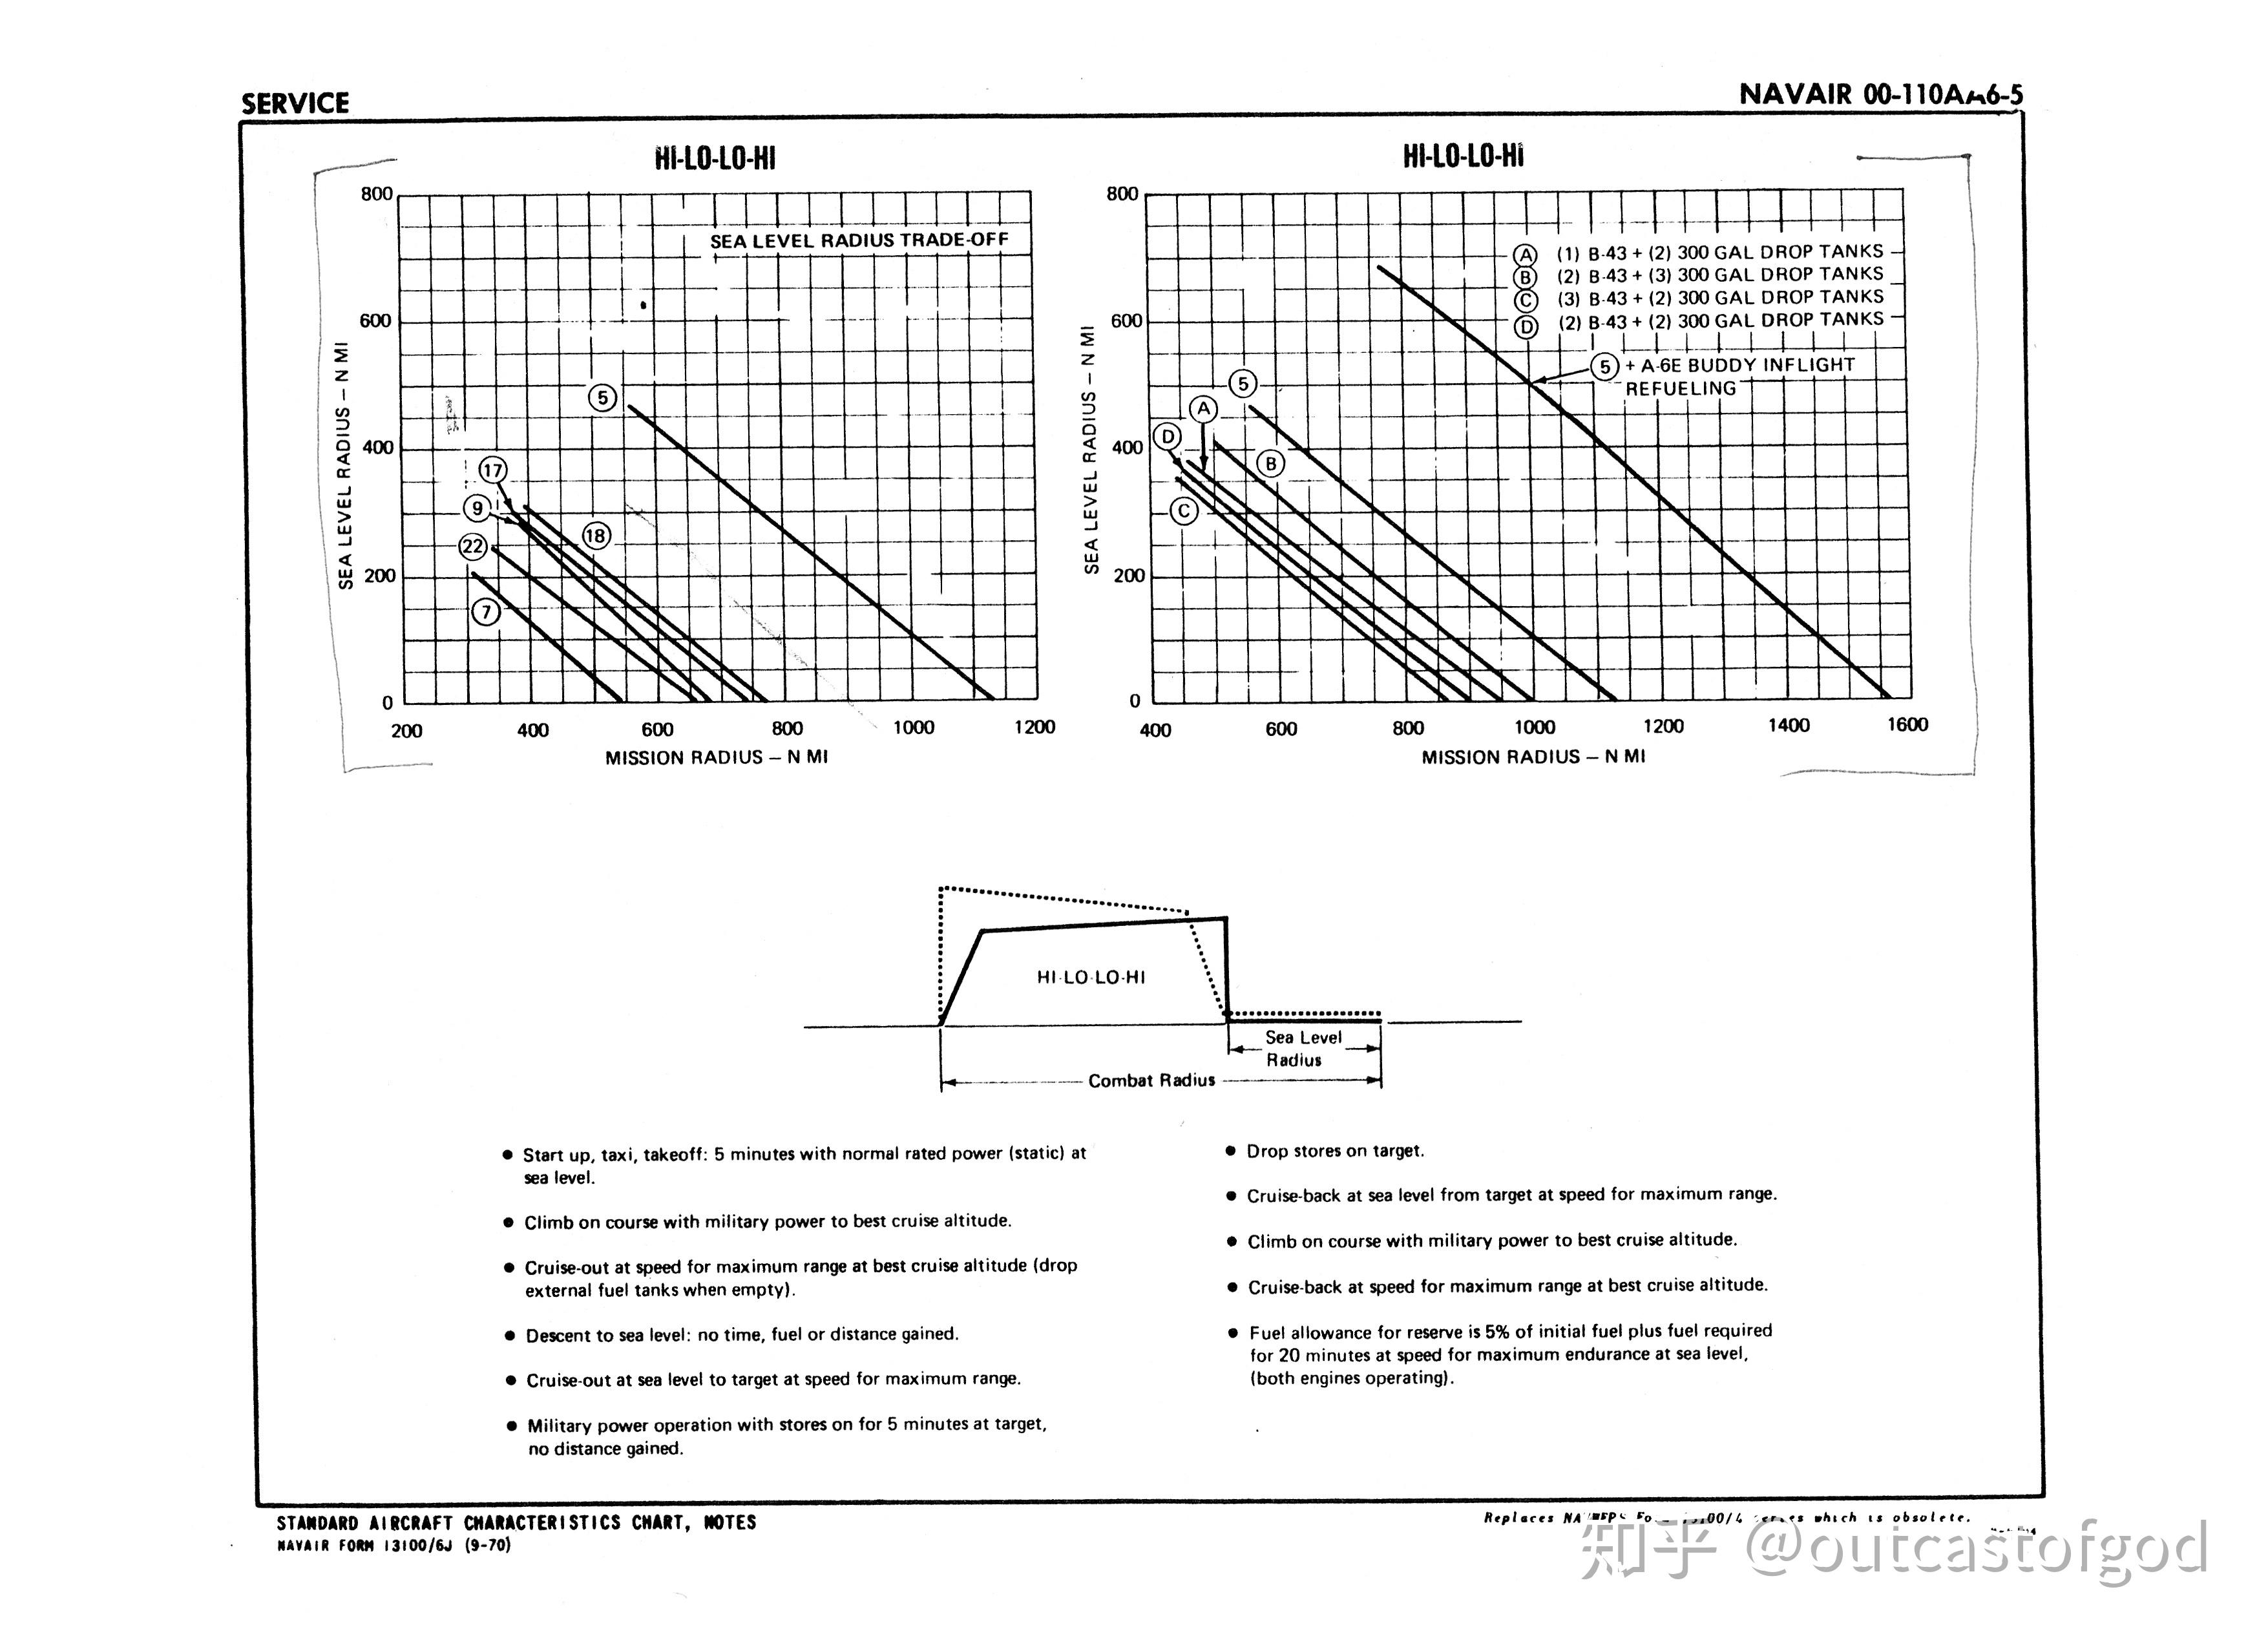 SERVICE
NAVAIR 00-110AA6-5
HI-LO-LO-HI
HI-LO-LO-HI
800
600
400
200
0
SEA LEVEL RADIUS – N MI
SEA LEVEL RADIUS TRADE-OFF
5
17
9
18
22
7
200 400 600 800 1000 1200
MISSION RADIUS – N MI
800
600
400
200
0
SEA LEVEL RADIUS – N MI
A (1) B-43 + (2) 300 GAL DROP TANKS
B (2) B-43 + (3) 300 GAL DROP TANKS
C (3) B-43 + (2) 300 GAL DROP TANKS
D (2) B-43 + (2) 300 GAL DROP TANKS
5 + A-6E BUDDY INFLIGHT
REFUELING
5
A
D
B
C
400 600 800 1000 1200 1400 1600
MISSION RADIUS – N MI
HI-LO-LO-HI
Sea Level
Radius
Combat Radius
● Start up, taxi, takeoff: 5 minutes with normal rated power (static) at
sea level.
● Climb on course with military power to best cruise altitude.
● Cruise-out at speed for maximum range at best cruise altitude (drop
external fuel tanks when empty).
● Descent to sea level: no time, fuel or distance gained.
● Cruise-out at sea level to target at speed for maximum range.
● Military power operation with stores on for 5 minutes at target,
no distance gained.
● Drop stores on target.
● Cruise-back at sea level from target at speed for maximum range.
● Climb on course with military power to best cruise altitude.
● Cruise-back at speed for maximum range at best cruise altitude.
● Fuel allowance for reserve is 5% of initial fuel plus fuel required
for 20 minutes at speed for maximum endurance at sea level,
(both engines operating).
STANDARD AIRCRAFT CHARACTERISTICS CHART, NOTES
NAVAIR FORM 13100/6J (9-70)
Replaces which is obsolete.
知乎 @outcastofgod